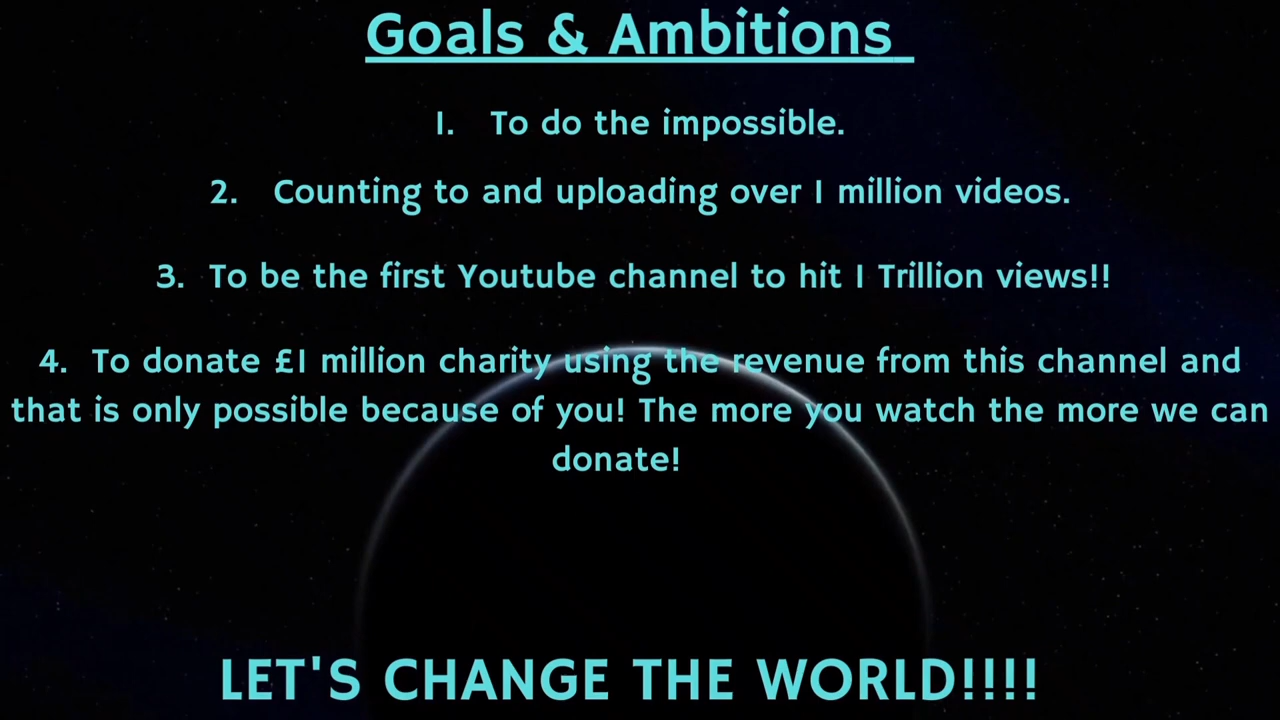 Goals & Ambitions
1. To do the impossible.
2. Counting to and uploading over 1 million videos.
3. To be the first Youtube channel to hit 1 Trillion views!!
4. To donate £1 million charity using the revenue from this channel and
that is only possible because of you! The more you watch the more we can
donate!
LET'S CHANGE THE WORLD!!!!